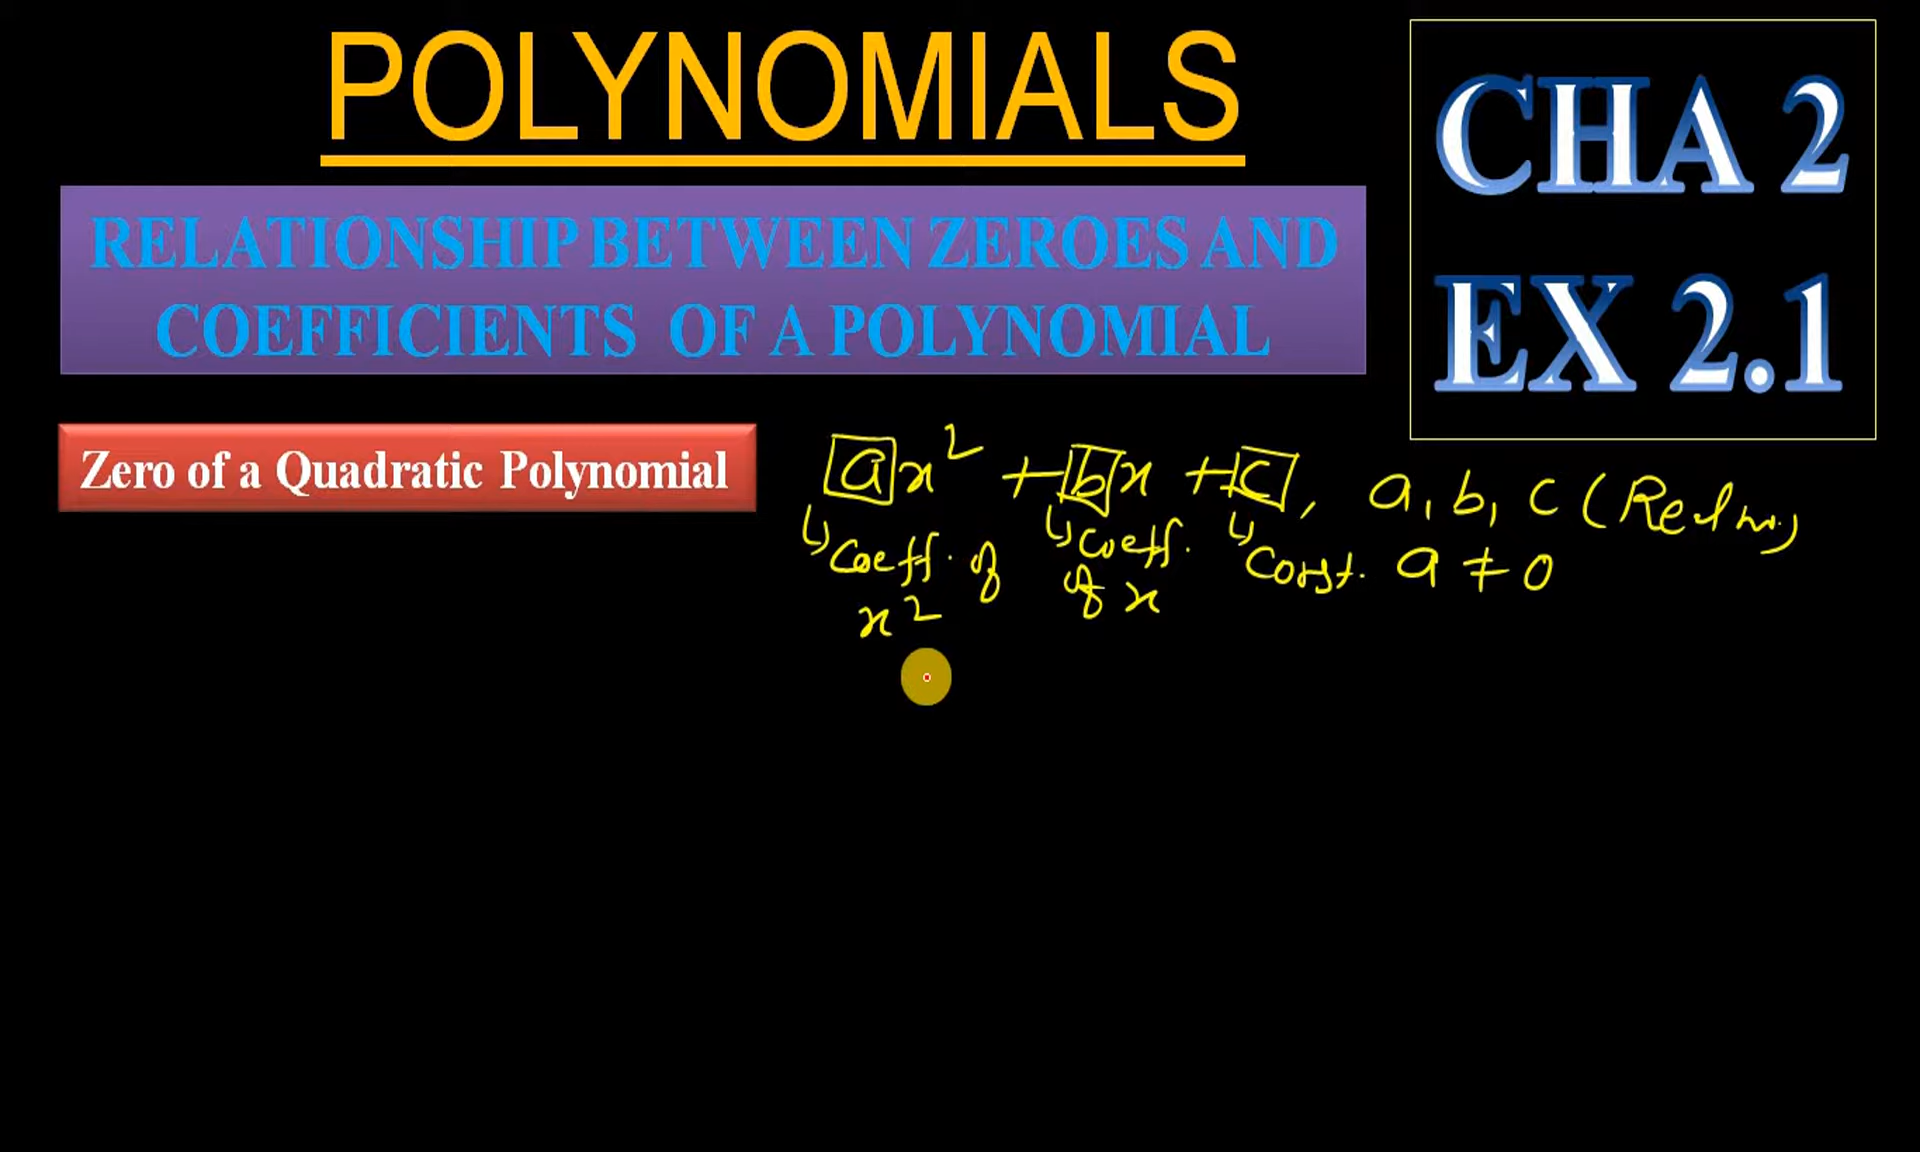 POLYNOMIALS
CHA 2
EX 2.1
RELATIONSHIP BETWEEN ZEROES AND
COEFFICIENTS OF A POLYNOMIAL
Zero of a Quadratic Polynomial
ax² + bx + c, a, b, c (Real no.)
Coeff. of x²
Coeff. of x
Const.
a ≠ 0